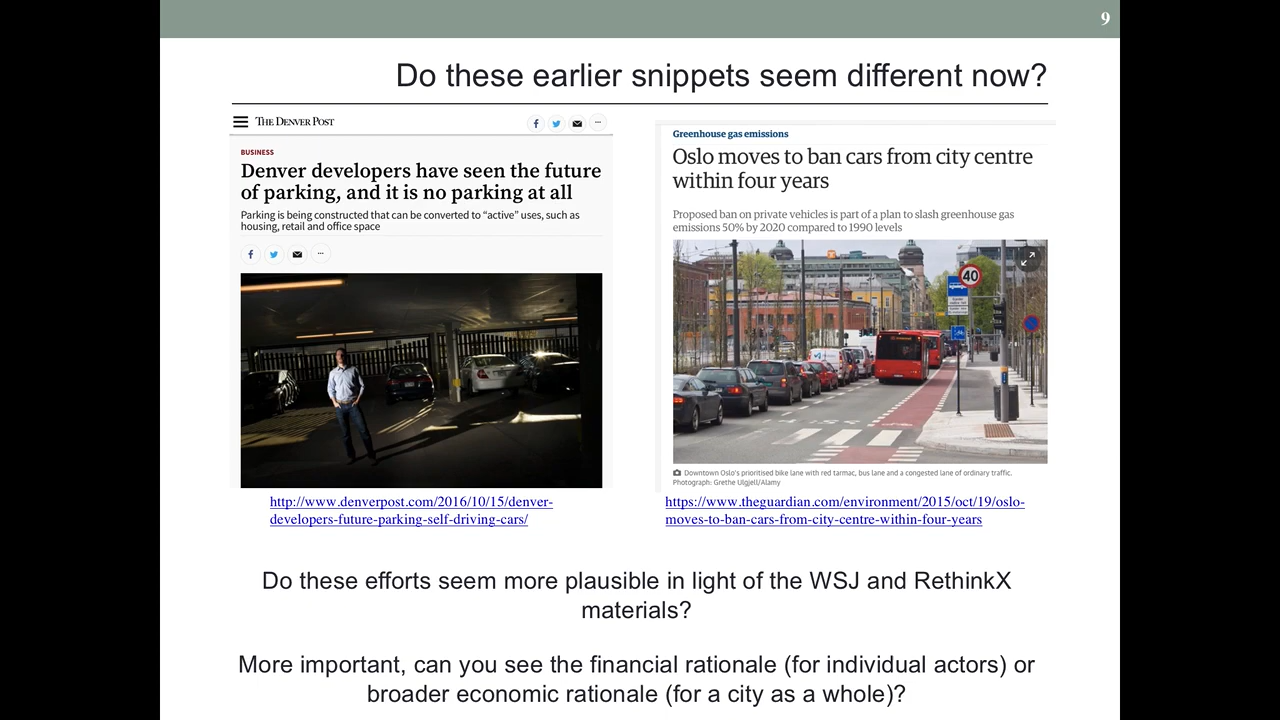 9
Do these earlier snippets seem different now?
THE DENVER POST
BUSINESS
Denver developers have seen the future
of parking, and it is no parking at all
Parking is being constructed that can be converted to “active” uses, such as
housing, retail and office space
http://www.denverpost.com/2016/10/15/denver-
developers-future-parking-self-driving-cars/
Greenhouse gas emissions
Oslo moves to ban cars from city centre
within four years
Proposed ban on private vehicles is part of a plan to slash greenhouse gas
emissions 50% by 2020 compared to 1990 levels
40
Downtown Oslo's prioritised bike lane with red tarmac, bus lane and a congested lane of ordinary traffic.
Photograph: Grethe Ulgjell/Alamy
https://www.theguardian.com/environment/2015/oct/19/oslo-
moves-to-ban-cars-from-city-centre-within-four-years
Do these efforts seem more plausible in light of the WSJ and RethinkX
materials?
More important, can you see the financial rationale (for individual actors) or
broader economic rationale (for a city as a whole)?